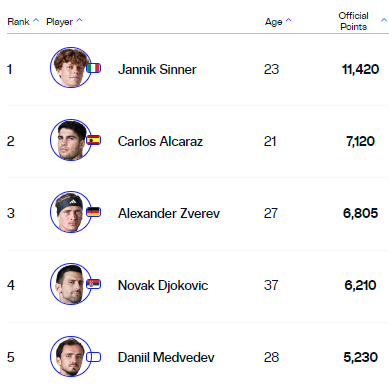 Rank Player Age Official Points
1 Jannik Sinner 23 11,420
2 Carlos Alcaraz 21 7,120
3 Alexander Zverev 27 6,805
4 Novak Djokovic 37 6,210
5 Daniil Medvedev 28 5,230